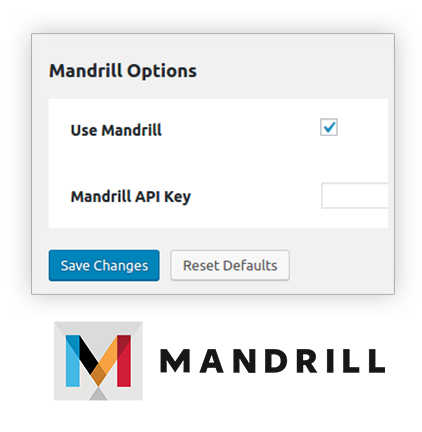 Mandrill Options
Use Mandrill
Mandrill API Key
Save Changes Reset Defaults
MANDRILL